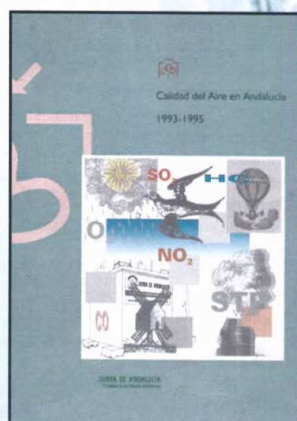 Calidad del Aire en Andalucía
1993-1995
SO₂
HC
O
NO₂
STP
CO
JUNTA DE ANDALUCIA